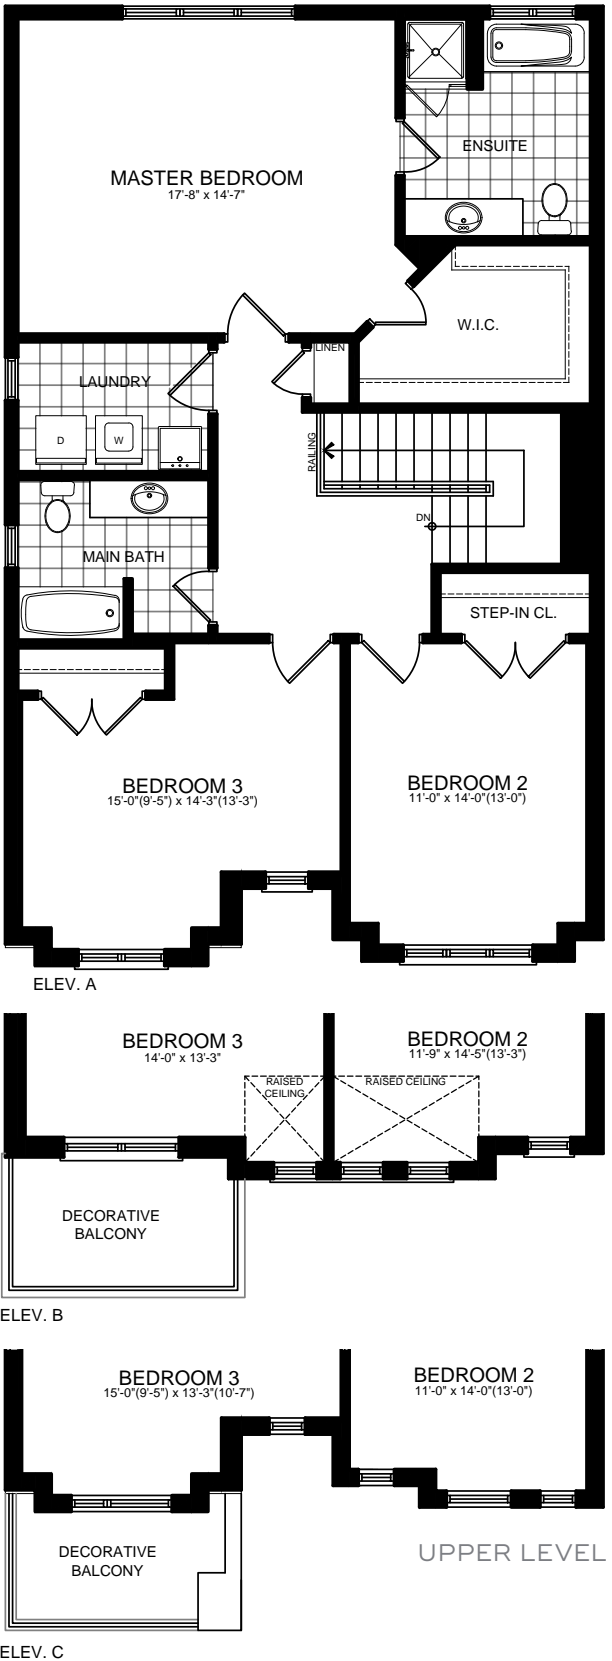 ENSUITE
MASTER BEDROOM
17'-8" x 14'-7"
W.I.C.
LINEN
LAUNDRY
D
W
RAILING
DN
MAIN BATH
STEP-IN CL.
BEDROOM 3
15'-0"(9'-5") x 14'-3"(13'-3")
BEDROOM 2
11'-0" x 14'-0"(13'-0")
ELEV. A
BEDROOM 3
14'-0" x 13'-3"
BEDROOM 2
11'-9" x 14'-5"(13'-3")
RAISED
CEILING
RAISED CEILING
DECORATIVE
BALCONY
ELEV. B
BEDROOM 3
15'-0"(9'-5") x 13'-3"(10'-7")
BEDROOM 2
11'-0" x 14'-0"(13'-0")
DECORATIVE
BALCONY
UPPER LEVEL
ELEV. C